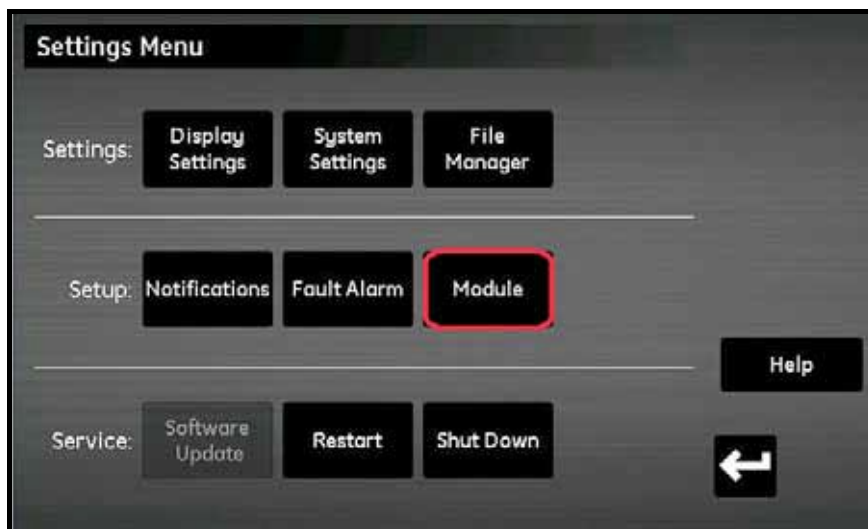 Settings Menu
Settings:
Display
Settings
System
Settings
File
Manager
Setup:
Notifications
Fault Alarm
Module
Help
Service:
Software
Update
Restart
Shut Down